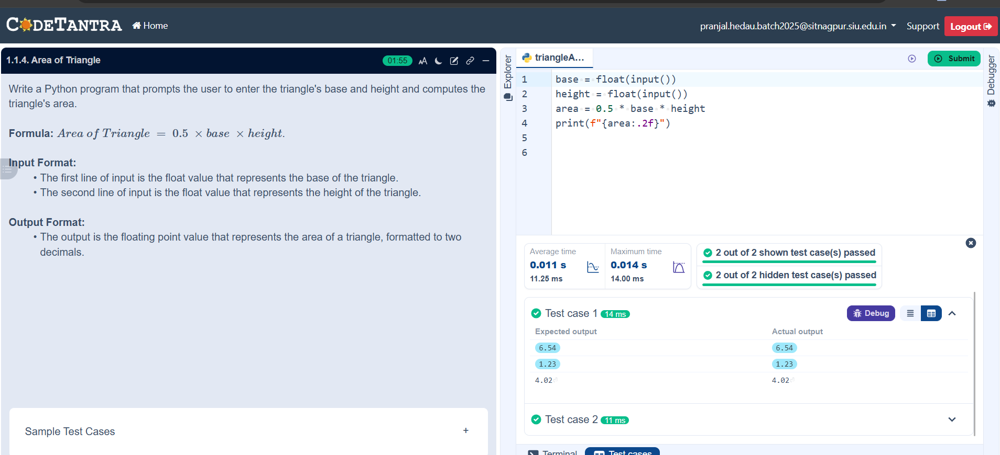 CODETANTRA
Home
pranjal.hedau.batch2025@sitnagpur.siu.edu.in
Support
Logout
1.1.4. Area of Triangle
01:55
AA
Write a Python program that prompts the user to enter the triangle's base and height and computes the
triangle's area.
Formula: Area of Triangle = 0.5 × base × height.
Input Format:
• The first line of input is the float value that represents the base of the triangle.
• The second line of input is the float value that represents the height of the triangle.
Output Format:
• The output is the floating point value that represents the area of a triangle, formatted to two
decimals.
Sample Test Cases
+
Explorer
triangleA...
Submit
Debugger
1 base = float(input())
2 height = float(input())
3 area = 0.5 * base * height
4 print(f"{area:.2f}")
5
6
Average time
0.011 s
11.25 ms
Maximum time
0.014 s
14.00 ms
2 out of 2 shown test case(s) passed
2 out of 2 hidden test case(s) passed
Test case 1 14 ms
Debug
Expected output Actual output
6.54 6.54
1.23 1.23
4.02 4.02
Test case 2 11 ms
Terminal
Test cases